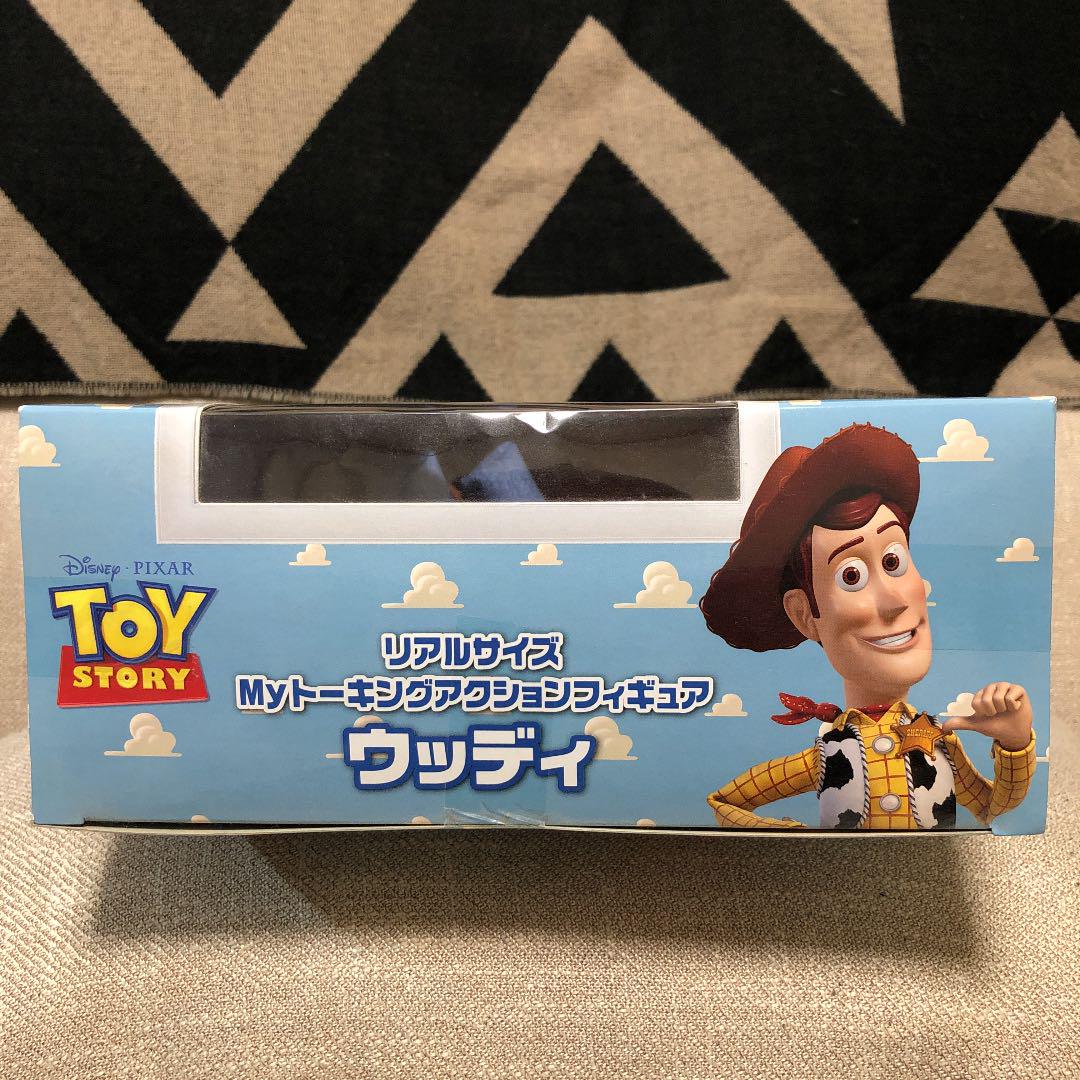 Disney · PIXAR
TOY
STORY
リアルサイズ
Myトーキングアクションフィギュア
ウッディ
SHERIFF